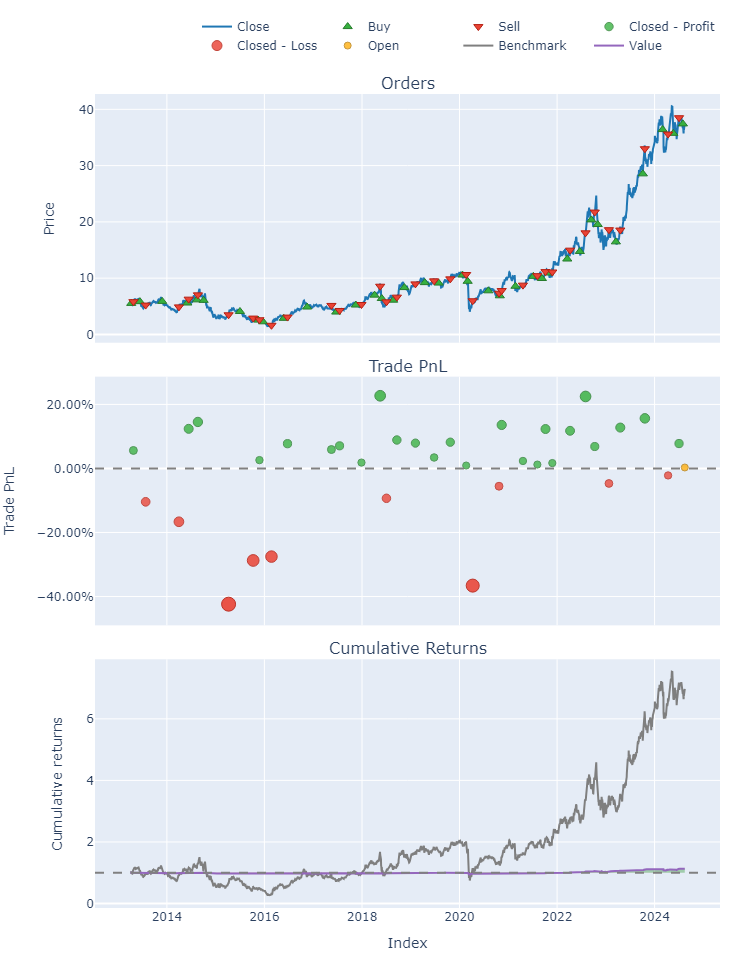 Close Buy Sell Closed - Profit
Closed - Loss Open Benchmark Value
Orders
40
30
20
10
0
Price
Trade PnL
20.00%
0.00%
−20.00%
−40.00%
Trade PnL
Cumulative Returns
6
4
2
0
Cumulative returns
2014 2016 2018 2020 2022 2024
Index